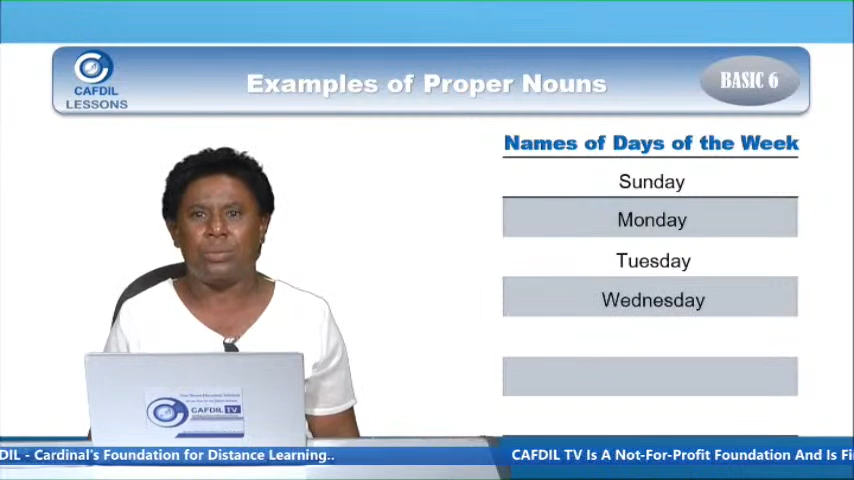 CAFDIL
LESSONS
Examples of Proper Nouns
BASIC 6
Names of Days of the Week
Sunday
Monday
Tuesday
Wednesday
CAFDIL TV
DIL - Cardinal's Foundation for Distance Learning..
CAFDIL TV Is A Not-For-Profit Foundation And Is Fi